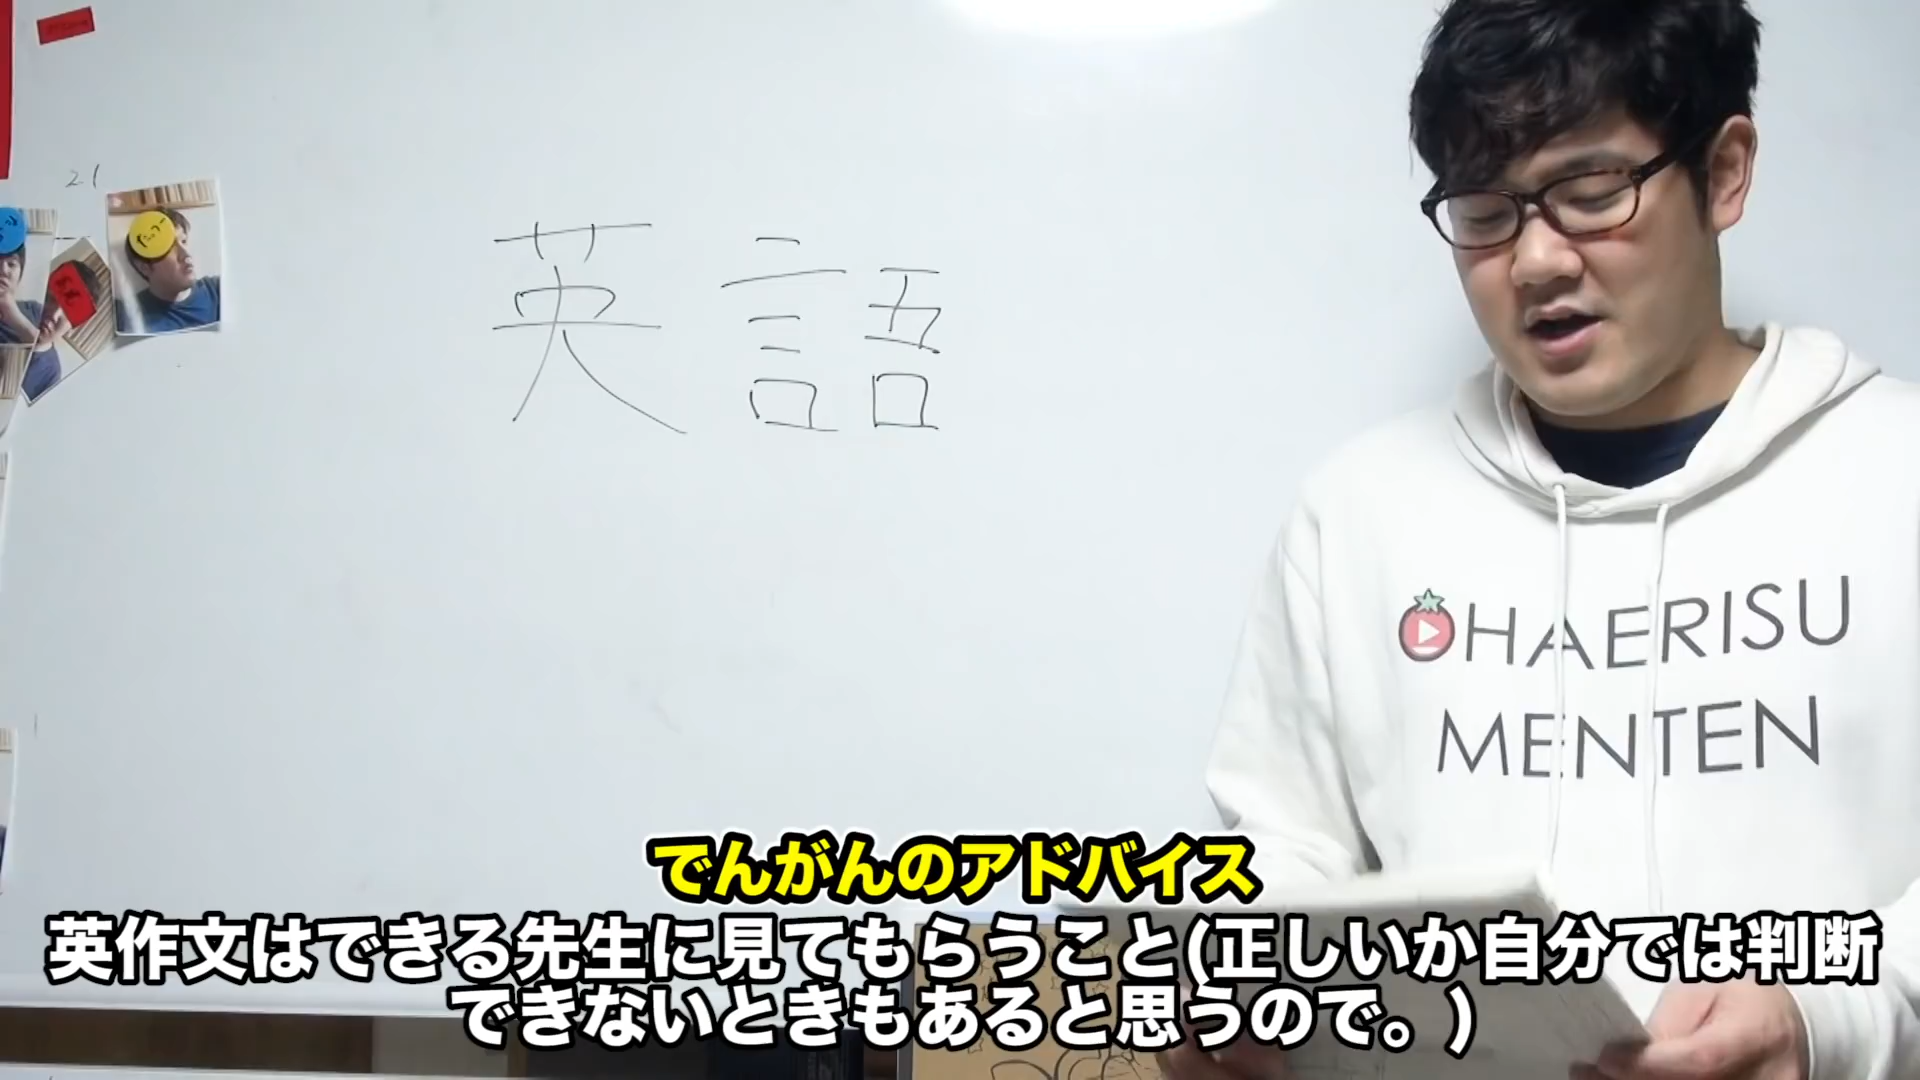 21
英語
HAERISU
MENTEN
でんがんのアドバイス
英作文はできる先生に見てもらうこと(正しいか自分では判断
できないときもあると思うので。)